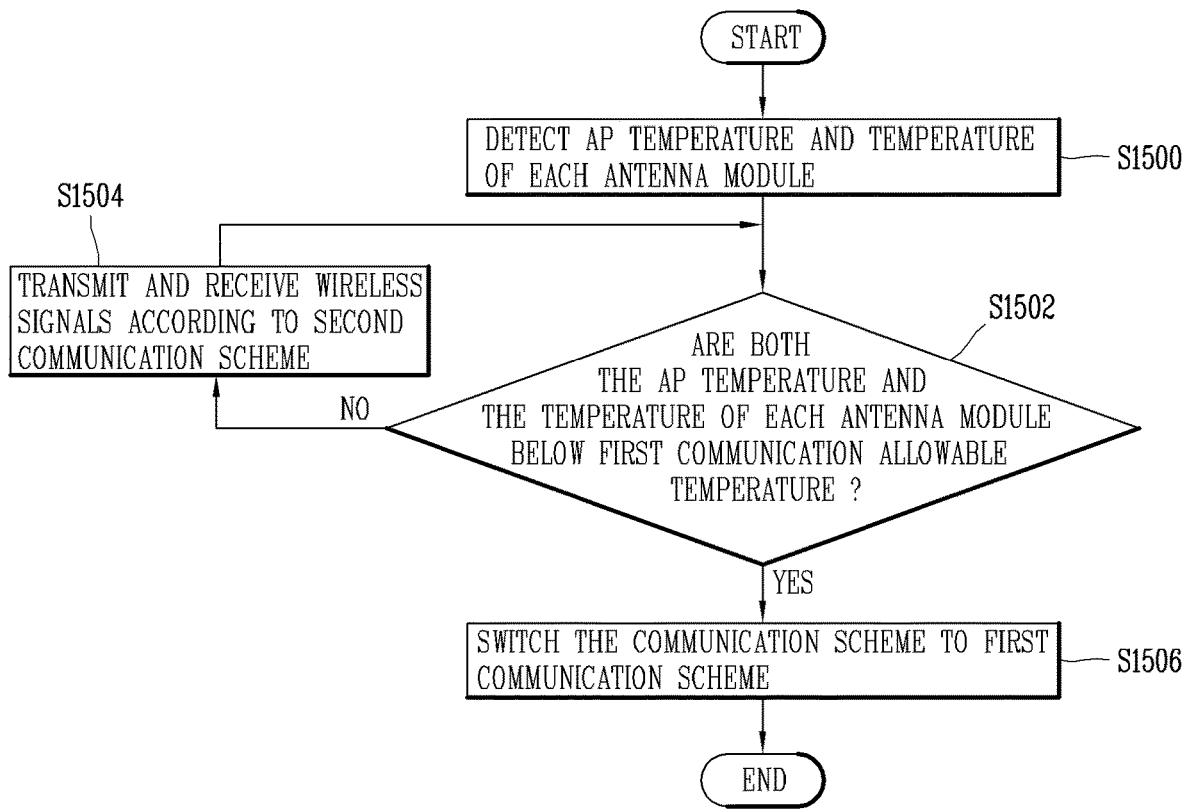 START
DETECT AP TEMPERATURE AND TEMPERATURE
OF EACH ANTENNA MODULE
S1500
S1504
TRANSMIT AND RECEIVE WIRELESS
SIGNALS ACCORDING TO SECOND
COMMUNICATION SCHEME
S1502
ARE BOTH
THE AP TEMPERATURE AND
THE TEMPERATURE OF EACH ANTENNA MODULE
BELOW FIRST COMMUNICATION ALLOWABLE
TEMPERATURE ?
NO
YES
SWITCH THE COMMUNICATION SCHEME TO FIRST
COMMUNICATION SCHEME
S1506
END